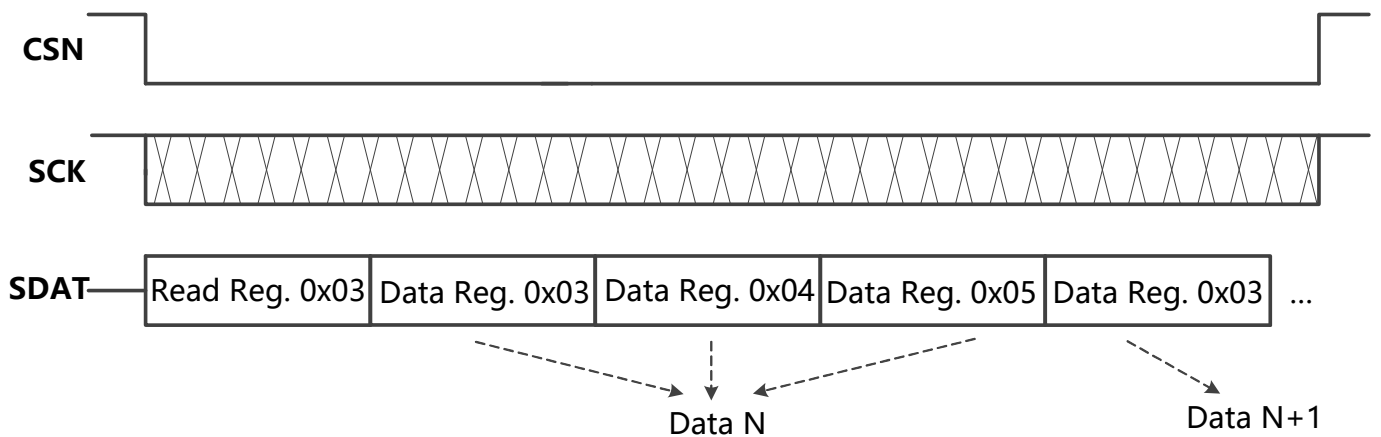 CSN
SCK
SDAT Read Reg. 0x03 Data Reg. 0x03 Data Reg. 0x04 Data Reg. 0x05 Data Reg. 0x03 ...
Data N Data N+1